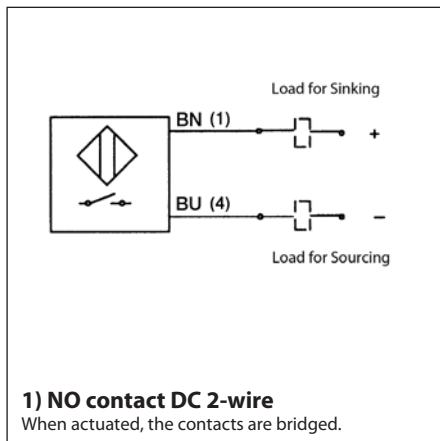 Load for Sinking
BN (1)
+
BU (4)
–
Load for Sourcing
1) NO contact DC 2-wire
When actuated, the contacts are bridged.